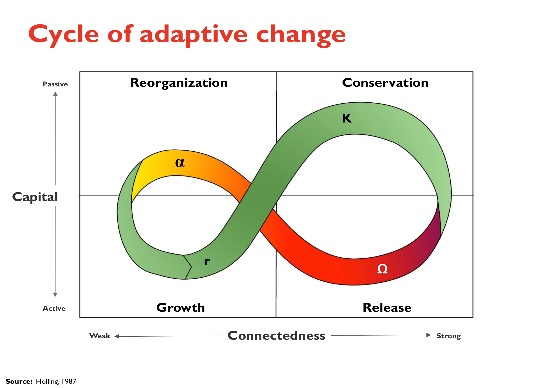 Cycle of adaptive change
Passive
Reorganization
Conservation
K
α
Capital
r
Ω
Active
Growth
Release
Weak
Connectedness
Strong
Source: Holling, 1987